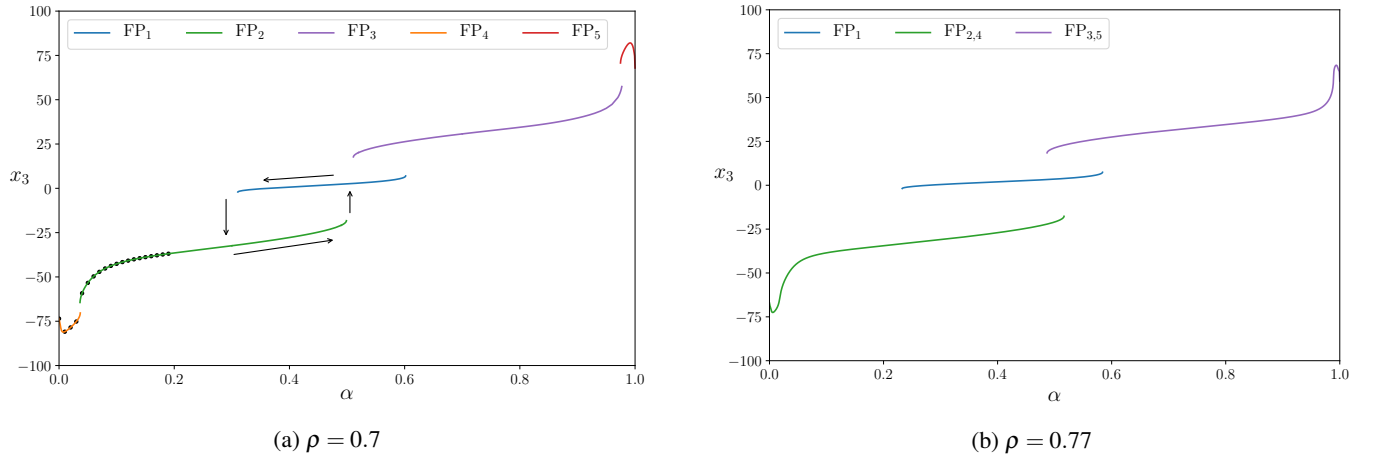 FP₁ FP₂ FP₃ FP₄ FP₅
100
75
50
25
0
−25
−50
−75
−100
x₃
0.0 0.2 0.4 0.6 0.8 1.0
α
(a) ρ = 0.7
FP₁ FP₂,₄ FP₃,₅
100
75
50
25
0
−25
−50
−75
−100
x₃
0.0 0.2 0.4 0.6 0.8 1.0
α
(b) ρ = 0.77